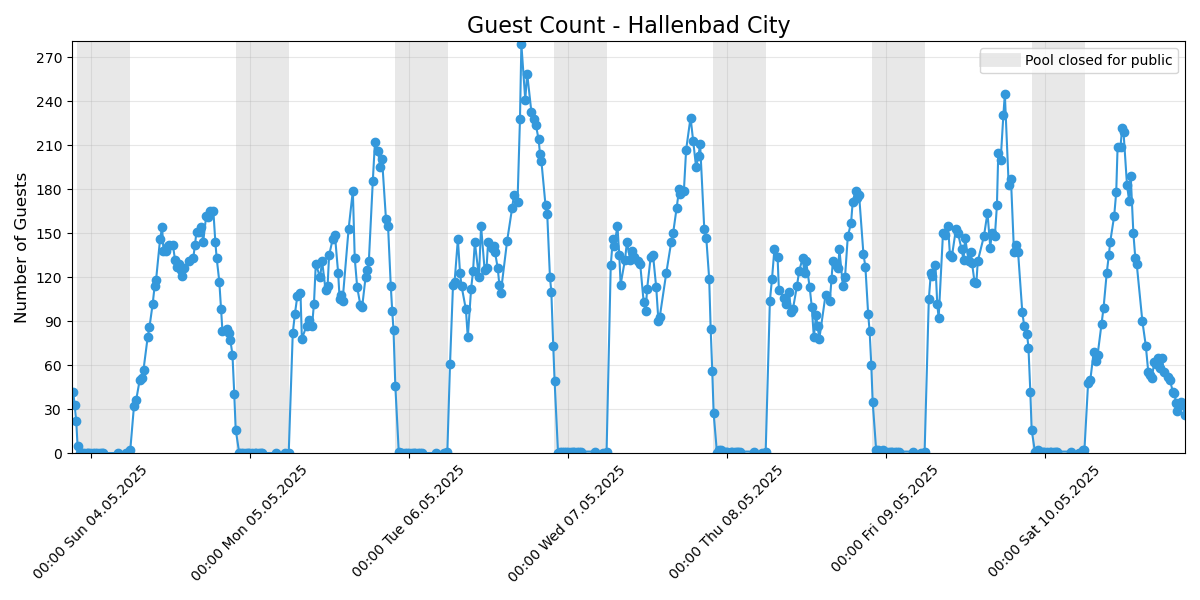 Guest Count - Hallenbad City
Pool closed for public
Number of Guests
270
240
210
180
150
120
90
60
30
0
00:00 Sun 04.05.2025
00:00 Mon 05.05.2025
00:00 Tue 06.05.2025
00:00 Wed 07.05.2025
00:00 Thu 08.05.2025
00:00 Fri 09.05.2025
00:00 Sat 10.05.2025